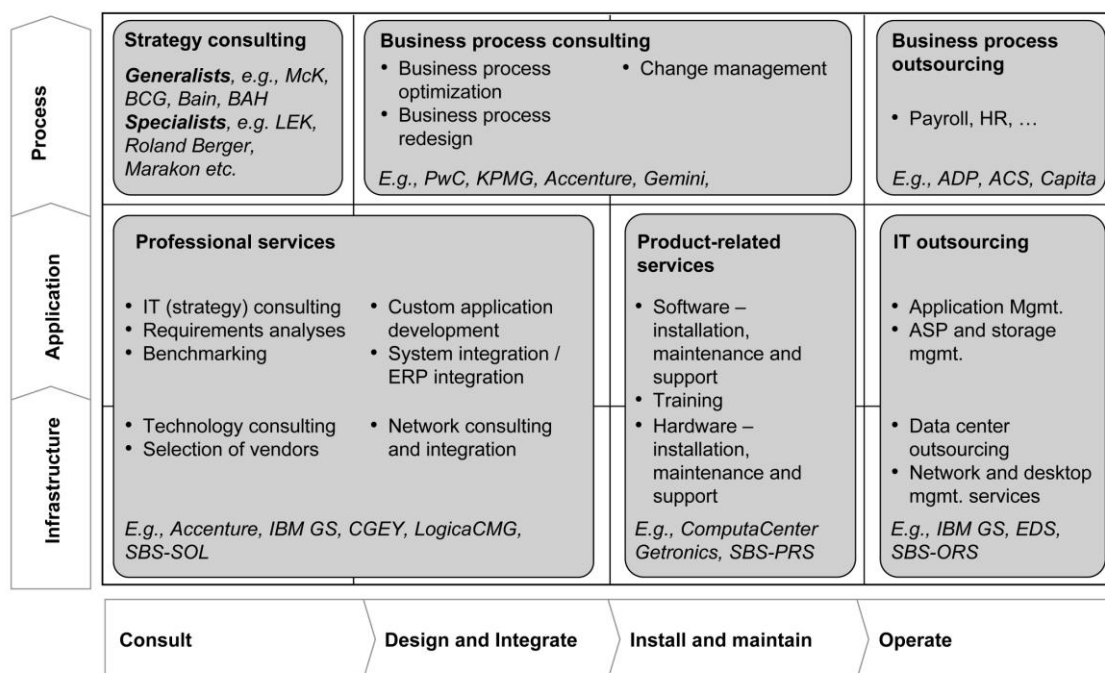 Process
Strategy consulting
Generalists, e.g., McK,
BCG, Bain, BAH
Specialists, e.g. LEK,
Roland Berger,
Marakon etc.
Business process consulting
• Business process
optimization
• Business process
redesign
• Change management
E.g., PwC, KPMG, Accenture, Gemini,
Business process
outsourcing
• Payroll, HR, …
E.g., ADP, ACS, Capita
Application
Infrastructure
Professional services
• IT (strategy) consulting
• Requirements analyses
• Benchmarking
• Custom application
development
• System integration /
ERP integration
• Technology consulting
• Selection of vendors
• Network consulting
and integration
E.g., Accenture, IBM GS, CGEY, LogicaCMG,
SBS-SOL
Product-related
services
• Software –
installation,
maintenance and
support
• Training
• Hardware –
installation,
maintenance and
support
E.g., ComputaCenter
Getronics, SBS-PRS
IT outsourcing
• Application Mgmt.
• ASP and storage
mgmt.
• Data center
outsourcing
• Network and desktop
mgmt. services
E.g., IBM GS, EDS,
SBS-ORS
Consult
Design and Integrate
Install and maintain
Operate